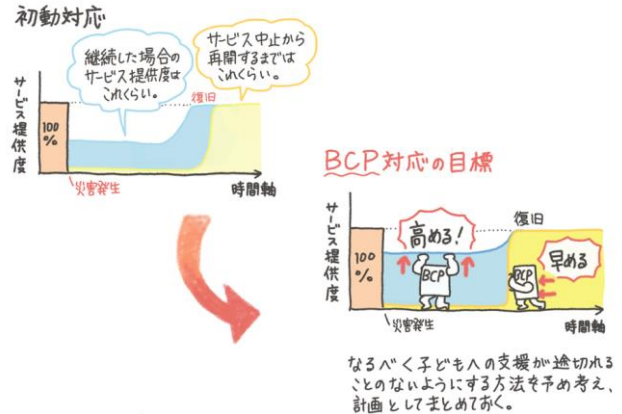 初動対応
継続した場合の
サービス提供度は
これくらい。
サービス中止から
再開するまでは
これくらい。
復旧
サービス提供度
100
%
災害発生
時間軸
BCP対応の目標
サービス提供度
100
%
高める!
BCP
復旧
BCP
早める
災害発生
時間軸
なるべく子どもへの支援が途切れる
ことのないようにする方法を予め考え、
計画としてまとめておく。